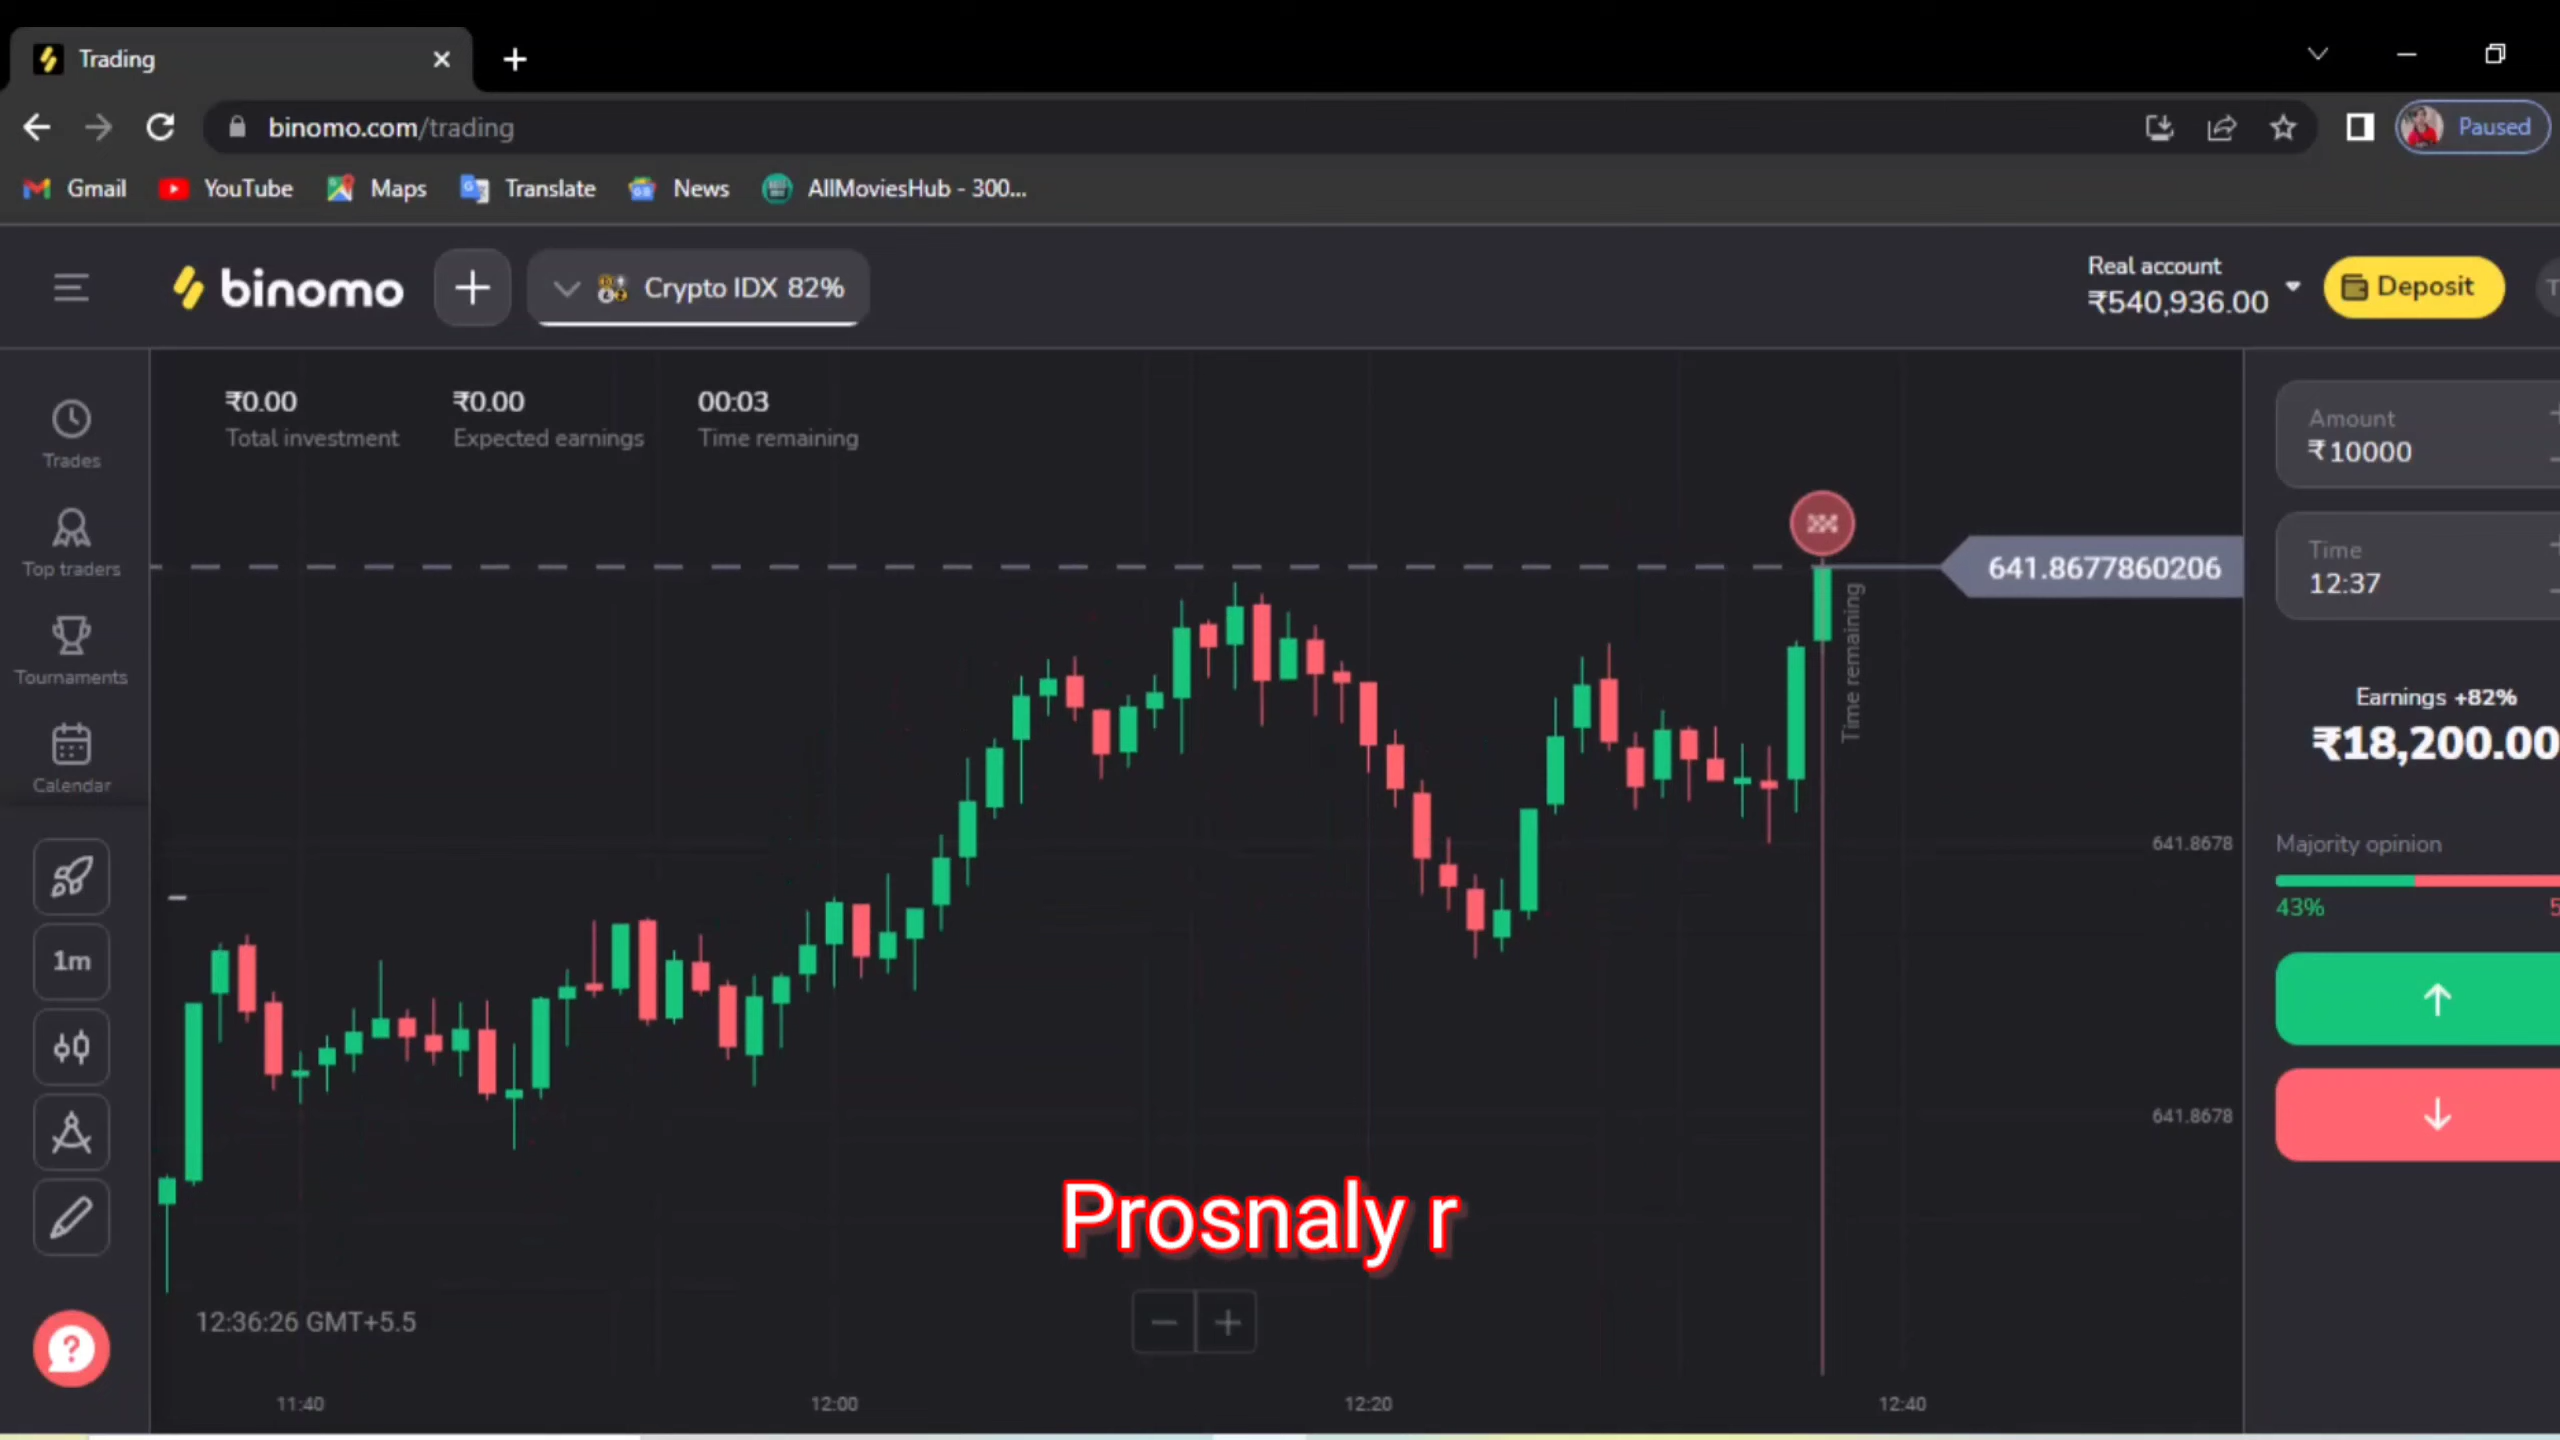 Trading
binomo.com/trading
Paused
Gmail YouTube Maps Translate News AllMoviesHub - 300...
binomo
Crypto IDX 82%
Real account
₹540,936.00
Deposit
₹0.00 ₹0.00 00:03
Total investment Expected earnings Time remaining
Trades
Top traders
Tournaments
Calendar
1m
Amount
₹10000
Time
12:37
Earnings +82%
₹18,200.00
Majority opinion
43% 5
641.8677860206
Time remaining
641.8678
641.8678
Prosnaly r
12:36:26 GMT+5.5
11:40 12:00 12:20 12:40